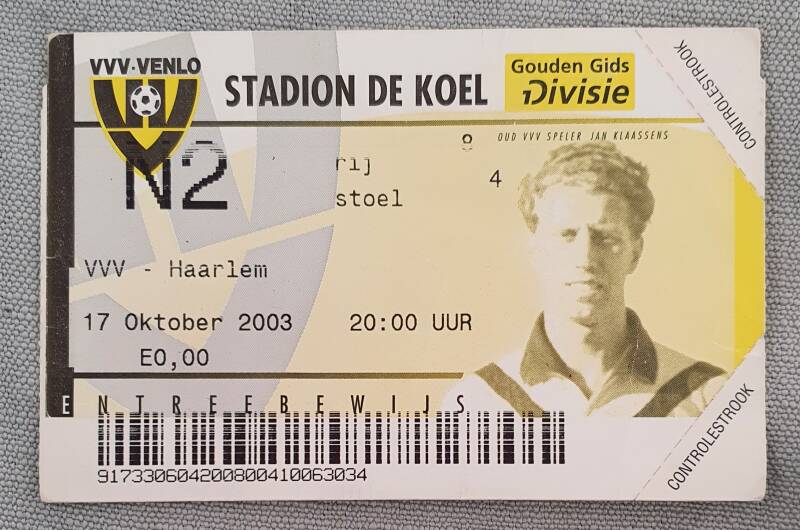 VVV-VENLO
STADION DE KOEL
Gouden Gids
Divisie
CONTROLESTROOK
OUD VVV SPELER JAN KLAASSENS
N2
rij
stoel 4
VVV - Haarlem
17 Oktober 2003 20:00 UUR
E0,00
ENTREEBEWIJS
917330604200800410063034
CONTROLESTROOK